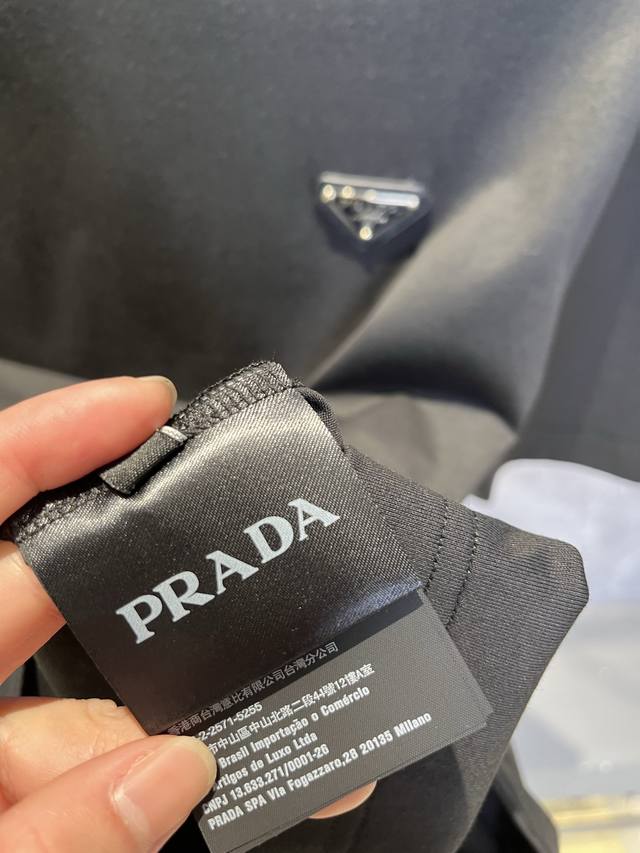 PRADA
香港商台灣普比有限公司台灣分公司
2-2571-5255
市中山區中山北路二段44號12樓A室
Brasil Importação o Comércio
Artigos de Luxo Ltda
CNPJ 13.633.271/0001-26
PRADA SPA Via Fogazzaro,28 20135 Milano